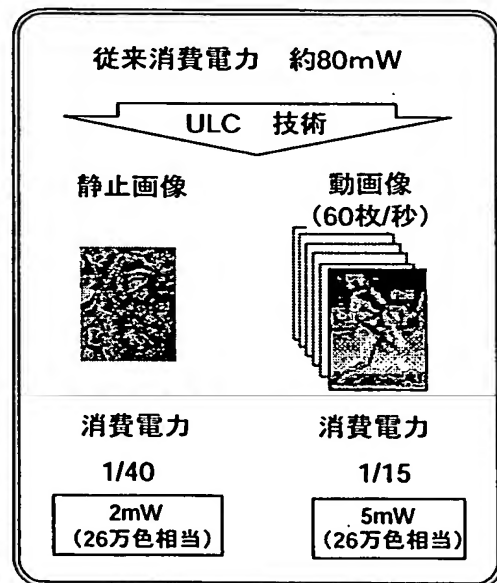 従来消費電力 約80mW
ULC 技術
静止画像
動画像
(60枚/秒)
消費電力
1/40
2mW
(26万色相当)
消費電力
1/15
5mW
(26万色相当)